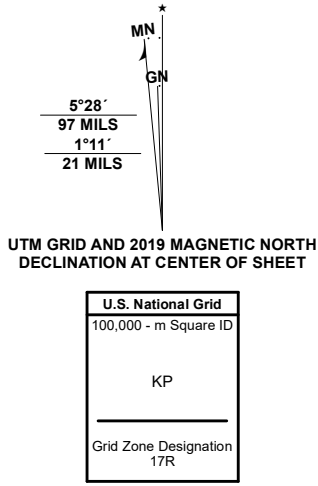 ★
MN
GN
5°28´
97 MILS
1°11´
21 MILS
UTM GRID AND 2019 MAGNETIC NORTH
DECLINATION AT CENTER OF SHEET
U.S. National Grid
100,000 - m Square ID
KP
Grid Zone Designation
17R